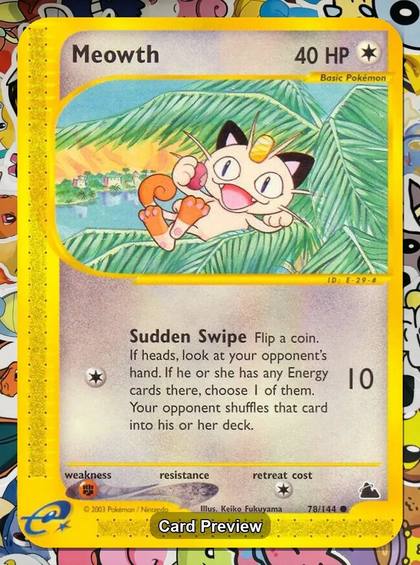 Meowth
40 HP
Basic Pokémon
ID: E-29-#
Sudden Swipe Flip a coin.
If heads, look at your opponent's
hand. If he or she has any Energy
cards there, choose 1 of them.
Your opponent shuffles that card
into his or her deck.
10
weakness resistance retreat cost
© 2003 Pokémon / Nintendo Illus. Keiko Fukuyama 78/144
e
Card Preview